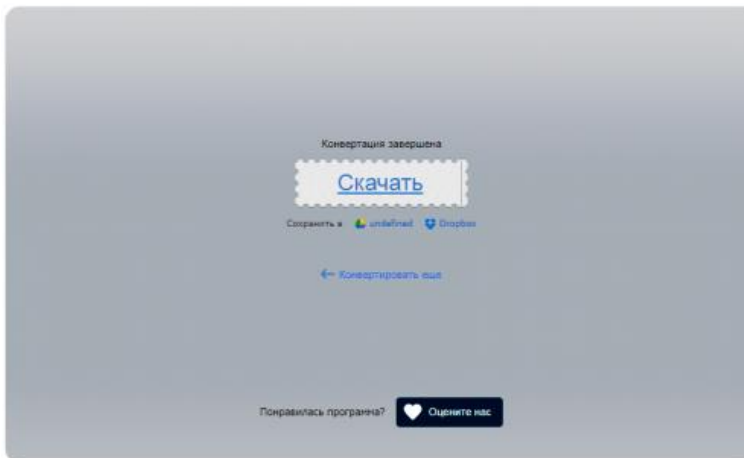 Конвертация завершена
Скачать
Сохранить в undefined Dropbox
Конвертировать еще
Понравилась программа? Оцените нас